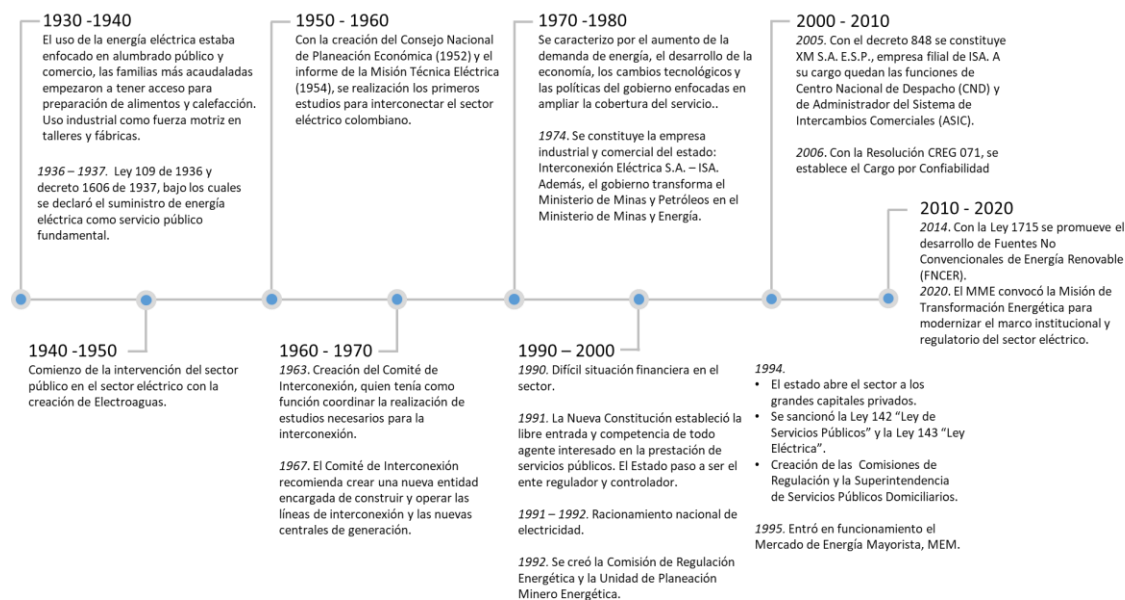 1930 -1940
El uso de la energía eléctrica estaba
enfocado en alumbrado público y
comercio, las familias más acaudaladas
empezaron a tener acceso para
preparación de alimentos y calefacción.
Uso industrial como fuerza motriz en
talleres y fábricas.
1936 – 1937. Ley 109 de 1936 y
decreto 1606 de 1937, bajo los cuales
se declaró el suministro de energía
eléctrica como servicio público
fundamental.
1950 - 1960
Con la creación del Consejo Nacional
de Planeación Económica (1952) y el
informe de la Misión Técnica Eléctrica
(1954), se realización los primeros
estudios para interconectar el sector
eléctrico colombiano.
1970 -1980
Se caracterizo por el aumento de la
demanda de energía, el desarrollo de la
economía, los cambios tecnológicos y
las políticas del gobierno enfocadas en
ampliar la cobertura del servicio..
1974. Se constituye la empresa
industrial y comercial del estado:
Interconexión Eléctrica S.A. – ISA.
Además, el gobierno transforma el
Ministerio de Minas y Petróleos en el
Ministerio de Minas y Energía.
2000 - 2010
2005. Con el decreto 848 se constituye
XM S.A. E.S.P., empresa filial de ISA. A
su cargo quedan las funciones de
Centro Nacional de Despacho (CND) y
de Administrador del Sistema de
Intercambios Comerciales (ASIC).
2006. Con la Resolución CREG 071, se
establece el Cargo por Confiabilidad
2010 - 2020
2014. Con la Ley 1715 se promueve el
desarrollo de Fuentes No
Convencionales de Energía Renovable
(FNCER).
2020. El MME convocó la Misión de
Transformación Energética para
modernizar el marco institucional y
regulatorio del sector eléctrico.
1940 -1950
Comienzo de la intervención del sector
público en el sector eléctrico con la
creación de Electroaguas.
1960 - 1970
1963. Creación del Comité de
Interconexión, quien tenía como
función coordinar la realización de
estudios necesarios para la
interconexión.
1967. El Comité de Interconexión
recomienda crear una nueva entidad
encargada de construir y operar las
líneas de interconexión y las nuevas
centrales de generación.
1990 – 2000
1990. Difícil situación financiera en el
sector.
1991. La Nueva Constitución estableció la
libre entrada y competencia de todo
agente interesado en la prestación de
servicios públicos. El Estado paso a ser el
ente regulador y controlador.
1991 – 1992. Racionamiento nacional de
electricidad.
1992. Se creó la Comisión de Regulación
Energética y la Unidad de Planeación
Minero Energética.
1994.
• El estado abre el sector a los
grandes capitales privados.
• Se sancionó la Ley 142 “Ley de
Servicios Públicos” y la Ley 143 “Ley
Eléctrica”.
• Creación de las Comisiones de
Regulación y la Superintendencia
de Servicios Públicos Domiciliarios.
1995. Entró en funcionamiento el
Mercado de Energía Mayorista, MEM.